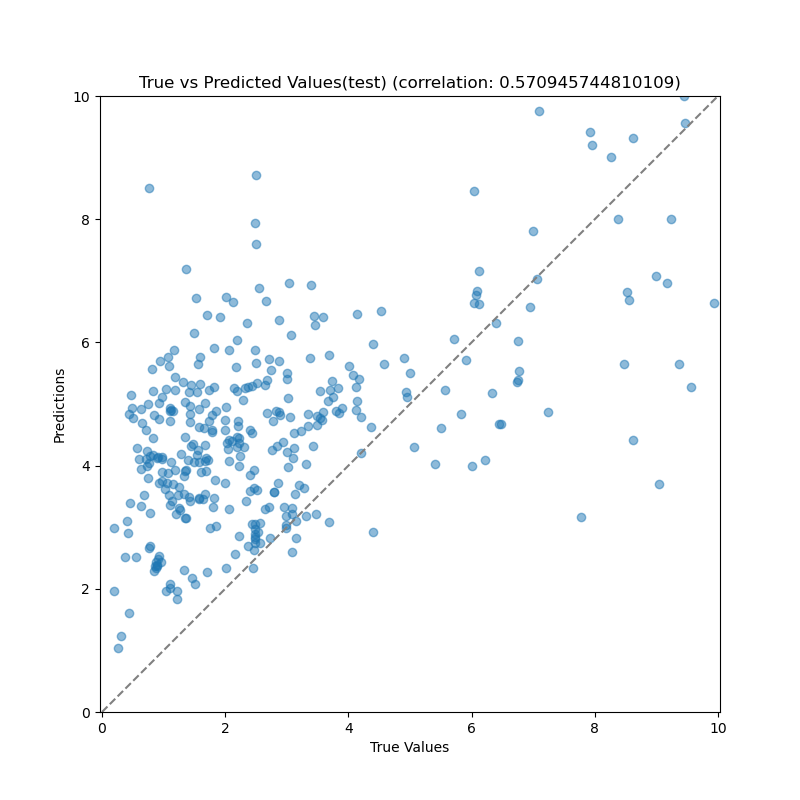 True vs Predicted Values(test) (correlation: 0.570945744810109)
10
8
6
4
2
0
Predictions
0 2 4 6 8 10
True Values